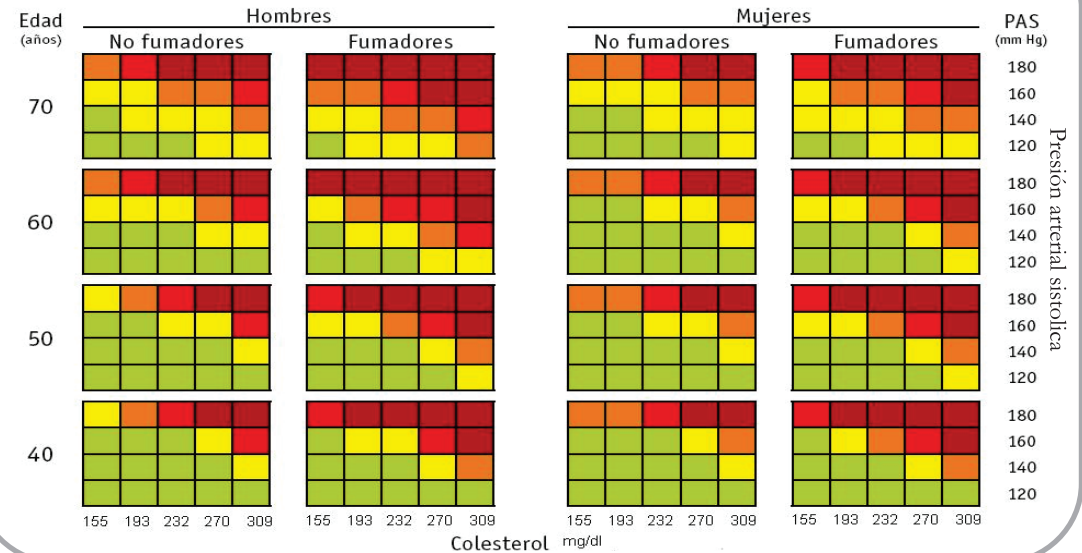 Edad
(años)
Hombres
Mujeres
PAS
(mm Hg)
No fumadores
Fumadores
No fumadores
Fumadores
70
180
160
140
120
60
180
160
140
120
50
180
160
140
120
40
180
160
140
120
Presión arterial sistolica
155 193 232 270 309
155 193 232 270 309
155 193 232 270 309
155 193 232 270 309
Colesterol mg/dl